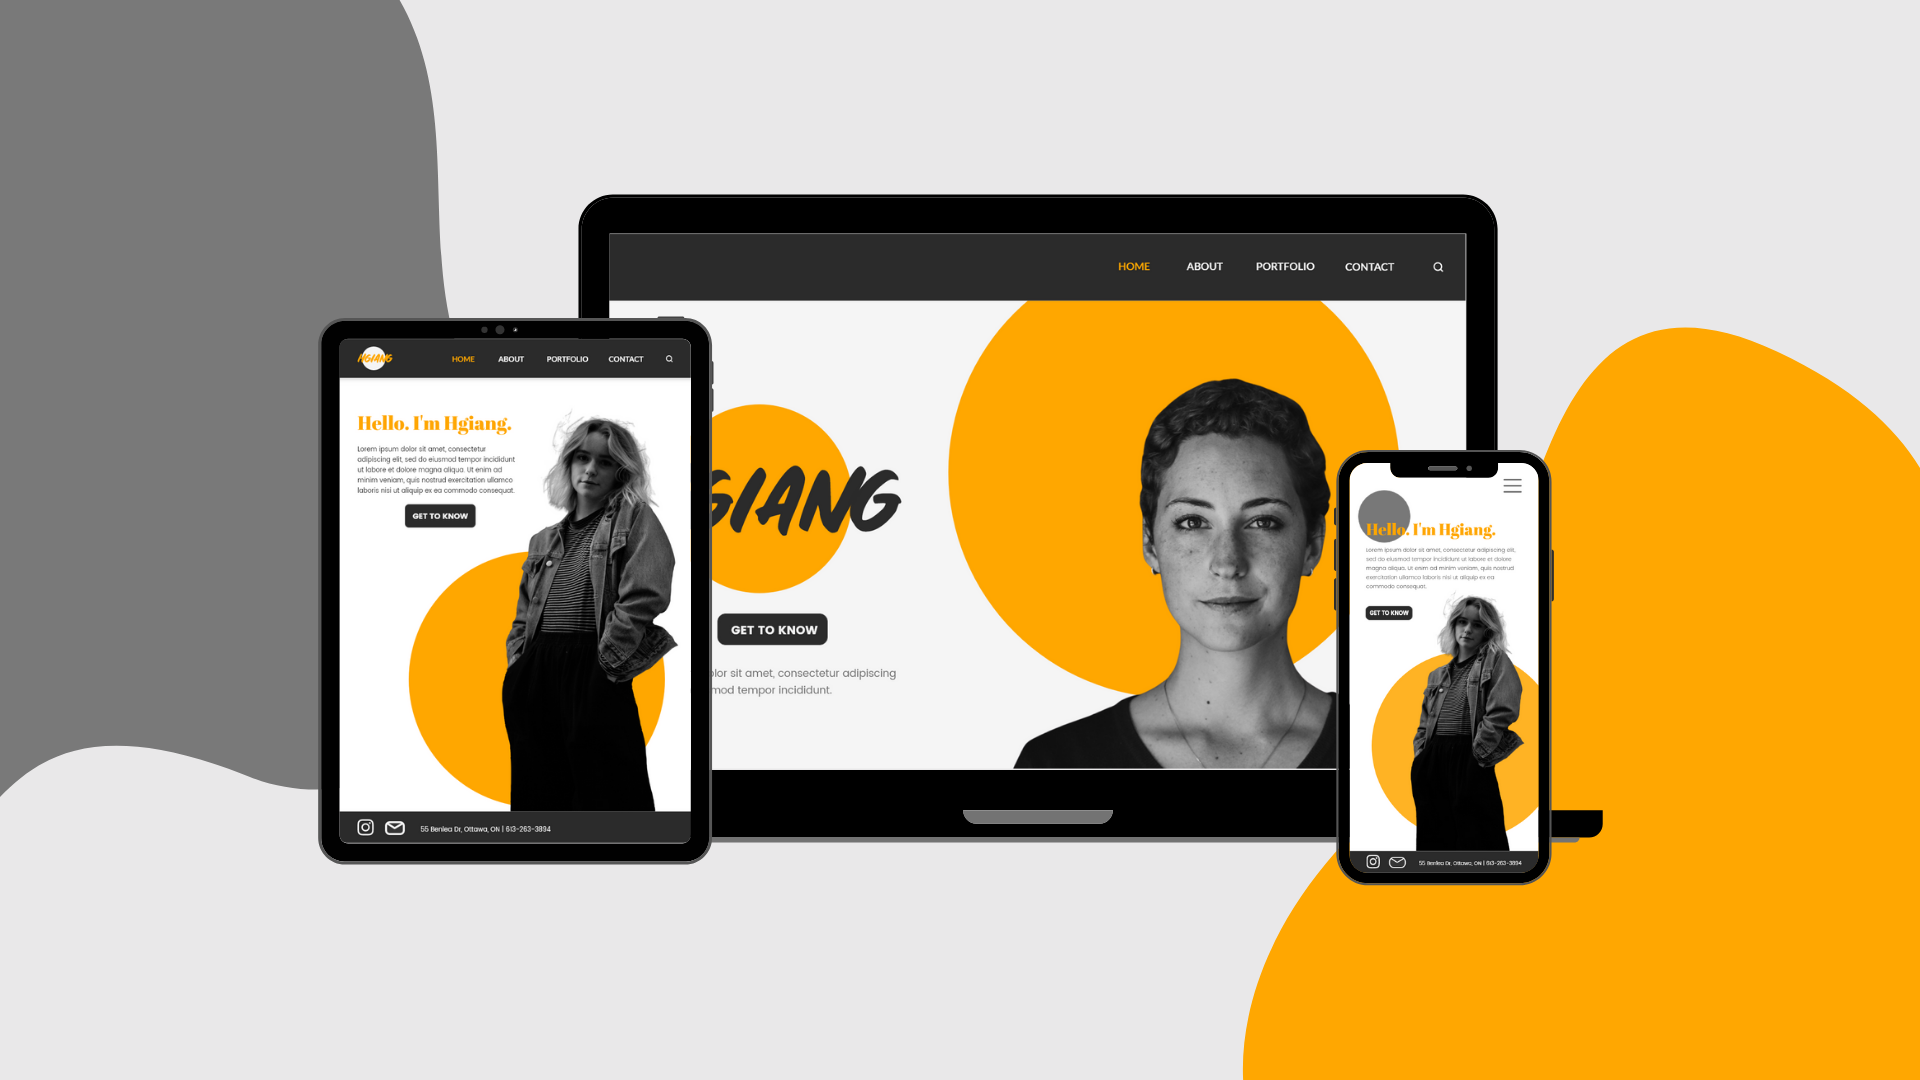 HOME ABOUT PORTFOLIO CONTACT
GIANG
GET TO KNOW
olor sit amet, consectetur adipiscing
mod tempor incididunt.
HGIANG
HOME ABOUT PORTFOLIO CONTACT
Hello. I'm Hgiang.
Lorem ipsum dolor sit amet, consectetur
adipiscing elit, sed do eiusmod tempor incididunt
ut labore et dolore magna aliqua. Ut enim ad
minim veniam, quis nostrud exercitation ullamco
laboris nisi ut aliquip ex ea commodo consequat.
GET TO KNOW
55 Benlea Dr, Ottawa, ON | 613-263-3894
Hello. I'm Hgiang.
Lorem ipsum dolor sit amet, consectetur adipiscing elit,
sed do eiusmod tempor incididunt ut labore et dolore
magna aliqua. Ut enim ad minim veniam, quis nostrud
exercitation ullamco laboris nisi ut aliquip ex ea
commodo consequat.
GET TO KNOW
55 Benlea Dr, Ottawa, ON | 613-263-3894